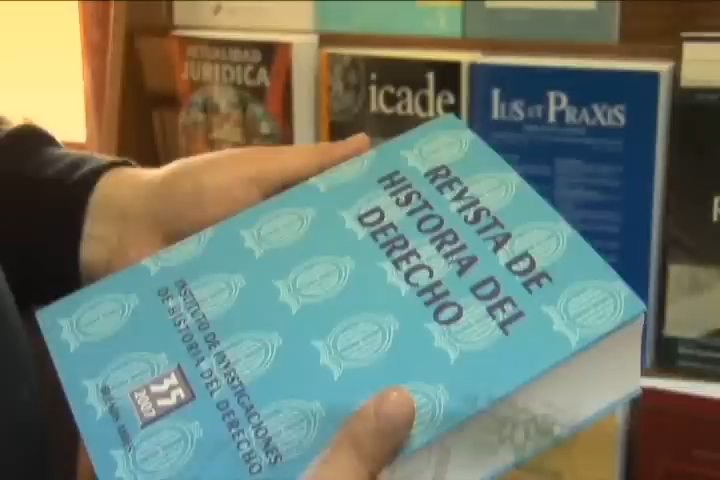 ACTUALIDAD
JURIDICA
icade
IUS ET PRAXIS
REVISTA DE
HISTORIA DEL
DERECHO
INSTITUTO DE INVESTIGACIONES
DE HISTORIA DEL DERECHO
35
2007